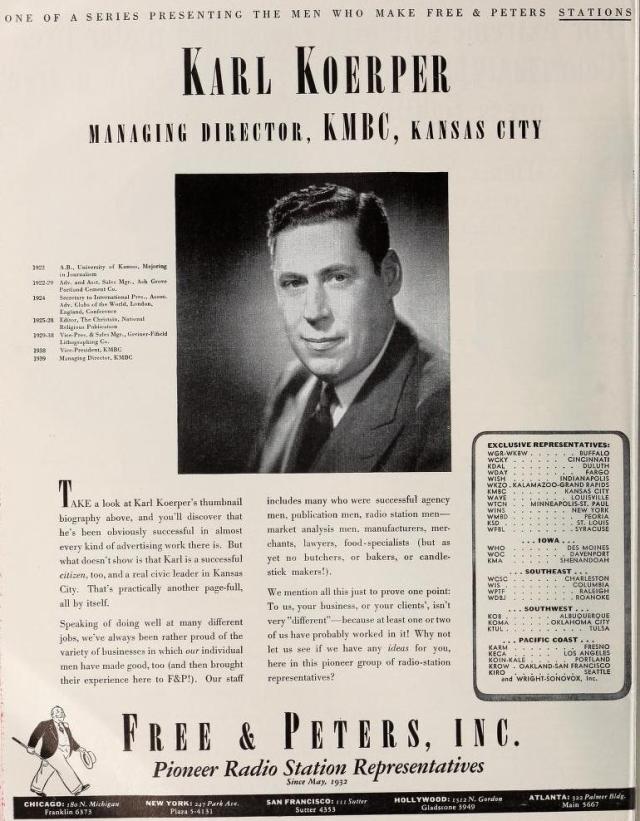 ONE OF A SERIES PRESENTING THE MEN WHO MAKE FREE & PETERS STATIONS
KARL KOERPER
MANAGING DIRECTOR, KMBC, KANSAS CITY
1922 A.B., University of Kansas, Majoring
in Journalism
1922-29 Adv. and Asst. Sales Mgr., Ash Grove
Portland Cement Co.
1924 Secretary to International Pres., Assoc.
Adv. Clubs of the World, London,
England, Conference
1925-28 Editor, The Christain, National
Religious Publication
1929-38 Vice-Pres. & Sales Mgr., Greiner-Fifield
Lithographing Co.
1938 Vice-President, KMBC
1939 Managing Director, KMBC
TAKE a look at Karl Koerper's thumbnail
biography above, and you'll discover that
he's been obviously successful in almost
every kind of advertising work there is. But
what doesn't show is that Karl is a successful
citizen, too, and a real civic leader in Kansas
City. That's practically another page-full,
all by itself.
Speaking of doing well at many different
jobs, we've always been rather proud of the
variety of businesses in which our individual
men have made good, too (and then brought
their experience here to F&P!). Our staff
includes many who were successful agency
men, publication men, radio station men—
market analysis men, manufacturers, mer-
chants, lawyers, food-specialists (but as
yet no butchers, or bakers, or candle-
stick makers!).
We mention all this just to prove one point:
To us, your business, or your clients', isn't
very "different"—because at least one or two
of us have probably worked in it! Why not
let us see if we have any ideas for you,
here in this pioneer group of radio-station
representatives?
EXCLUSIVE REPRESENTATIVES:
WGR-WKBW . . . . . BUFFALO
WCKY . . . . . CINCINNATI
KDAL . . . . . DULUTH
WDAY . . . . . FARGO
WISH . . . . . INDIANAPOLIS
WKZO . KALAMAZOO-GRAND RAPIDS
KMBC . . . . . KANSAS CITY
WAVE . . . . . LOUISVILLE
WTCN . . . MINNEAPOLIS-ST. PAUL
WINS . . . . . NEW YORK
WMBD . . . . . PEORIA
KSD . . . . . ST. LOUIS
WFBL . . . . . SYRACUSE
. . . IOWA . . .
WHO . . . . . DES MOINES
WOC . . . . . DAVENPORT
KMA . . . . . SHENANDOAH
. . . SOUTHEAST . . .
WCSC . . . . . CHARLESTON
WIS . . . . . COLUMBIA
WPTF . . . . . RALEIGH
WDBJ . . . . . ROANOKE
. . . SOUTHWEST . . .
KOB . . . . . ALBUQUERQUE
KOMA . . . . . OKLAHOMA CITY
KTUL . . . . . TULSA
. . . PACIFIC COAST . . .
KARM . . . . . FRESNO
KECA . . . . . LOS ANGELES
KOIN-KALE . . . . . PORTLAND
KROW . OAKLAND-SAN FRANCISCO
KIRO . . . . . SEATTLE
and WRIGHT-SONOVOX, Inc.
FREE & PETERS, INC.
Pioneer Radio Station Representatives
Since May, 1932
CHICAGO: 180 N. Michigan
Franklin 6373
NEW YORK: 247 Park Ave.
Plaza 5-4131
SAN FRANCISCO: 111 Sutter
Sutter 4353
HOLLYWOOD: 1512 N. Gordon
Gladstone 3949
ATLANTA: 322 Palmer Bldg.
Main 5667